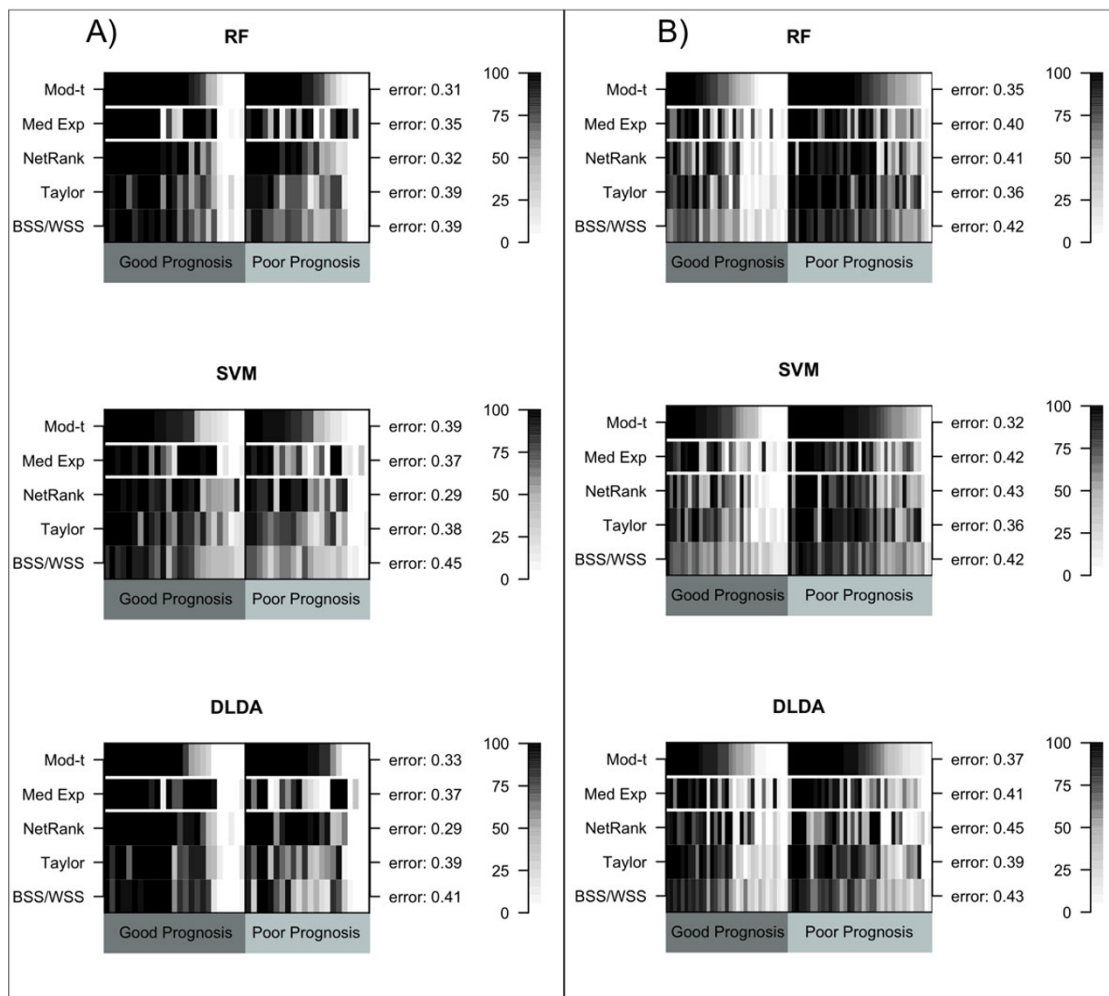 A)
RF
Mod-t
error: 0.31
Med Exp
error: 0.35
NetRank
error: 0.32
Taylor
error: 0.39
BSS/WSS
error: 0.39
100
75
50
25
0
Good Prognosis
Poor Prognosis
SVM
Mod-t
error: 0.39
Med Exp
error: 0.37
NetRank
error: 0.29
Taylor
error: 0.38
BSS/WSS
error: 0.45
100
75
50
25
0
Good Prognosis
Poor Prognosis
DLDA
Mod-t
error: 0.33
Med Exp
error: 0.37
NetRank
error: 0.29
Taylor
error: 0.39
BSS/WSS
error: 0.41
100
75
50
25
0
Good Prognosis
Poor Prognosis
B)
RF
Mod-t
error: 0.35
Med Exp
error: 0.40
NetRank
error: 0.41
Taylor
error: 0.36
BSS/WSS
error: 0.42
100
75
50
25
0
Good Prognosis
Poor Prognosis
SVM
Mod-t
error: 0.32
Med Exp
error: 0.42
NetRank
error: 0.43
Taylor
error: 0.36
BSS/WSS
error: 0.42
100
75
50
25
0
Good Prognosis
Poor Prognosis
DLDA
Mod-t
error: 0.37
Med Exp
error: 0.41
NetRank
error: 0.45
Taylor
error: 0.39
BSS/WSS
error: 0.43
100
75
50
25
0
Good Prognosis
Poor Prognosis